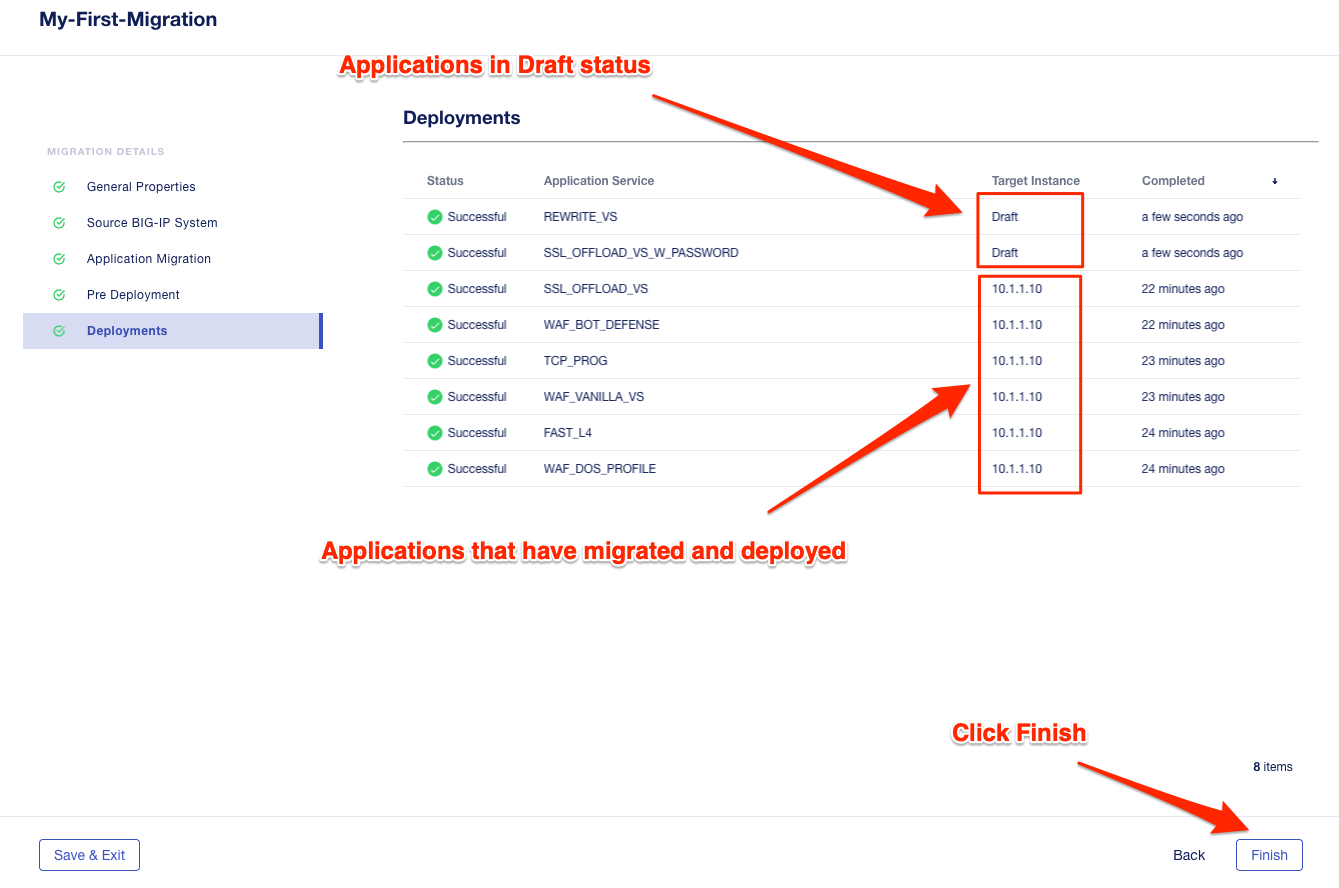 My-First-Migration
Applications in Draft status
Deployments
MIGRATION DETAILS
General Properties
Source BIG-IP System
Application Migration
Pre Deployment
Deployments
Status Application Service Target Instance Completed
Successful REWRITE_VS Draft a few seconds ago
Successful SSL_OFFLOAD_VS_W_PASSWORD Draft a few seconds ago
Successful SSL_OFFLOAD_VS 10.1.1.10 22 minutes ago
Successful WAF_BOT_DEFENSE 10.1.1.10 22 minutes ago
Successful TCP_PROG 10.1.1.10 23 minutes ago
Successful WAF_VANILLA_VS 10.1.1.10 23 minutes ago
Successful FAST_L4 10.1.1.10 24 minutes ago
Successful WAF_DOS_PROFILE 10.1.1.10 24 minutes ago
Applications that have migrated and deployed
Click Finish
8 items
Save & Exit Back Finish